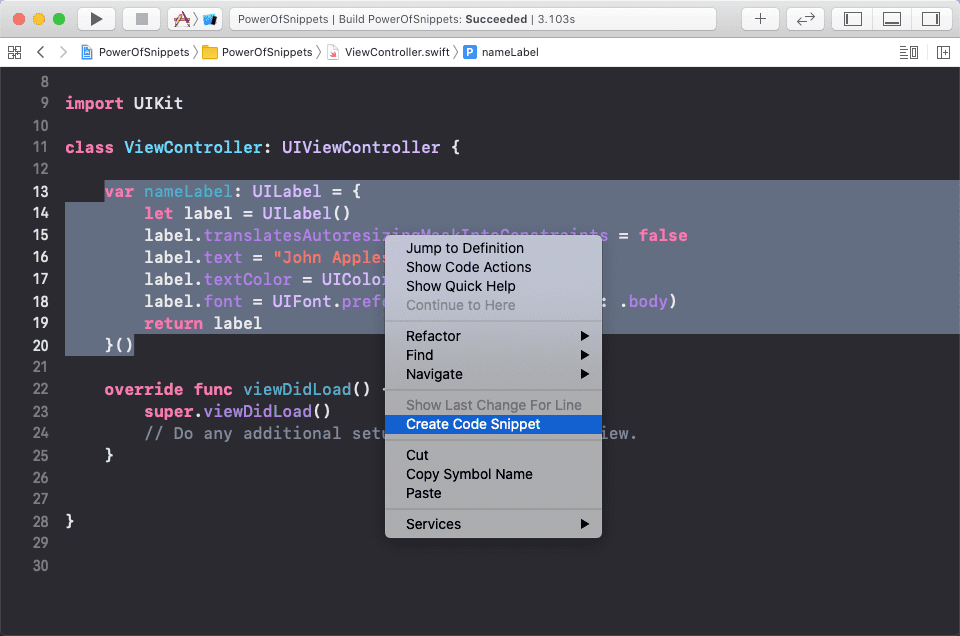 PowerOfSnippets | Build PowerOfSnippets: Succeeded | 3.103s
PowerOfSnippets PowerOfSnippets ViewController.swift P nameLabel
8
9 import UIKit
10
11 class ViewController: UIViewController {
12
13 var nameLabel: UILabel = {
14 let label = UILabel()
15 label.translatesAutoresizingMaskIntoConstraints = false
16 label.text = "John Apples
17 label.textColor = UIColor
18 label.font = UIFont.prefe : .body)
19 return label
20 }()
21
22 override func viewDidLoad() {
23 super.viewDidLoad()
24 // Do any additional setu iew.
25 }
26
27
28 }
29
30
Jump to Definition
Show Code Actions
Show Quick Help
Continue to Here
Refactor
Find
Navigate
Show Last Change For Line
Create Code Snippet
Cut
Copy Symbol Name
Paste
Services